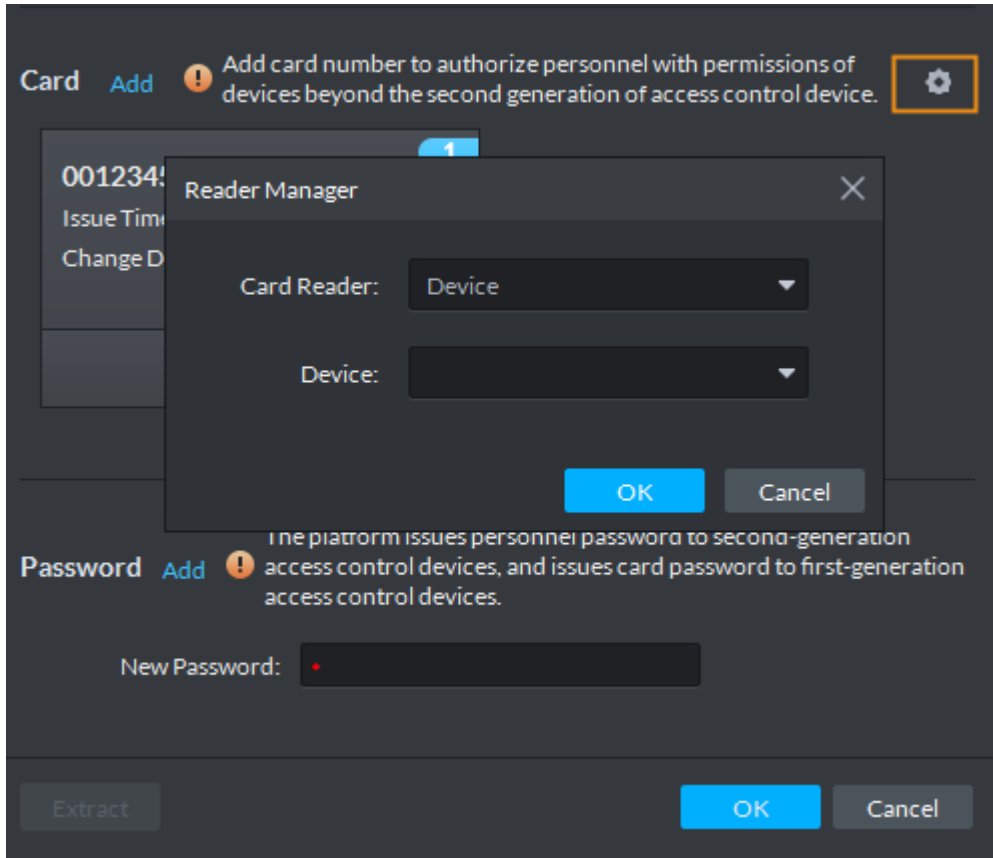 Card Add ! Add card number to authorize personnel with permissions of
devices beyond the second generation of access control device.
1
001234
Issue Time
Change D
Reader Manager
Card Reader: Device
Device:
OK Cancel
The platform issues personnel password to second-generation
Password Add ! access control devices, and issues card password to first-generation
access control devices.
New Password:
Extract OK Cancel